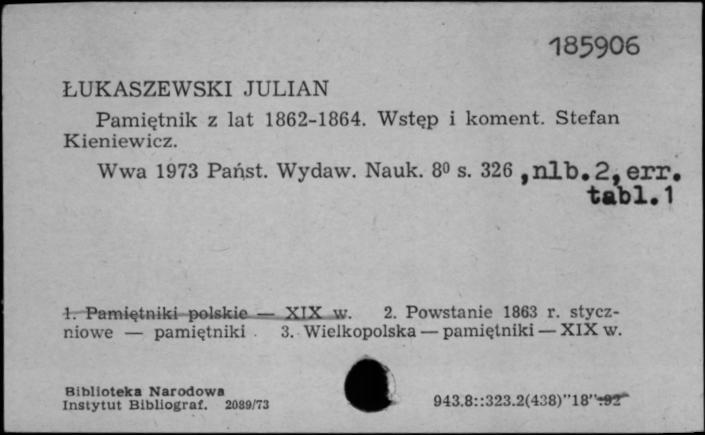 185906
ŁUKASZEWSKI JULIAN
Pamiętnik z lat 1862-1864. Wstęp i koment. Stefan
Kieniewicz.
Wwa 1973 Państ. Wydaw. Nauk. 8⁰ s. 326 ,nlb.2,err.
tabl.1
1. Pamiętniki polskie — XIX w. 2. Powstanie 1863 r. stycz-
niowe — pamiętniki . 3. Wielkopolska — pamiętniki — XIX w.
Biblioteka Narodowa
Instytut Bibliograf. 2089/73
943.8::323.2(438)"18":92